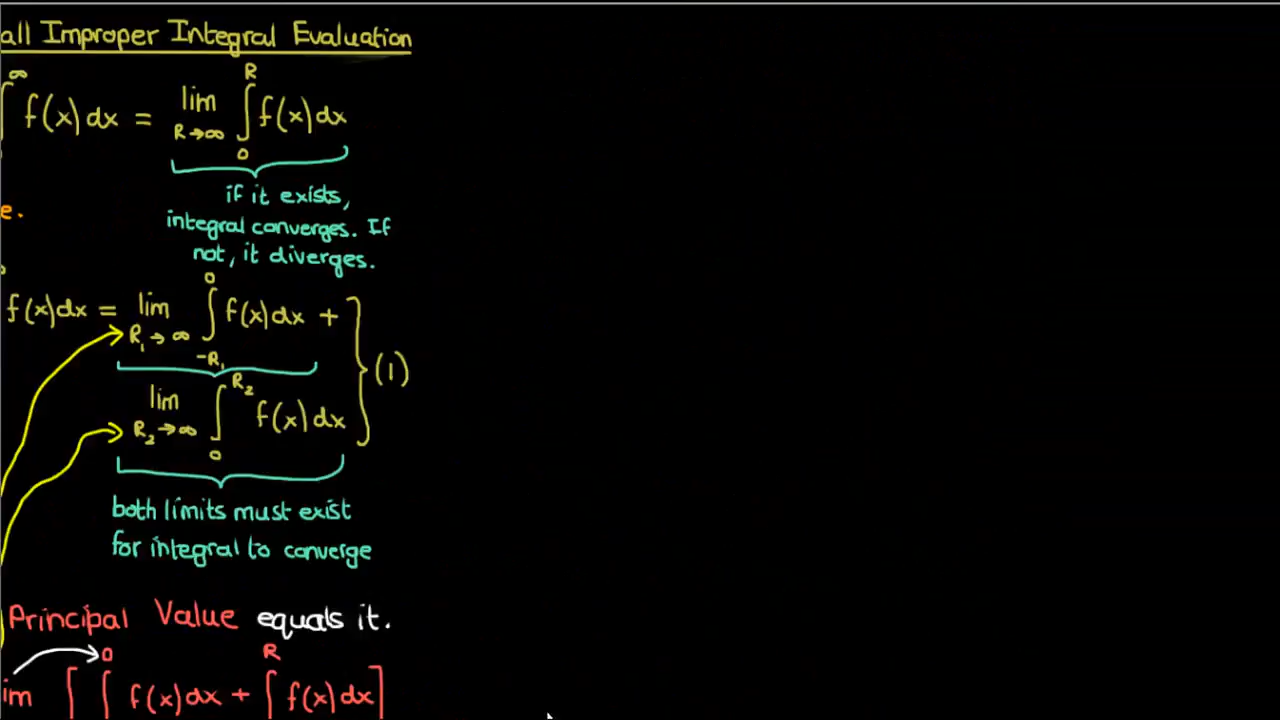 all Improper Integral Evaluation
∞ R
∫ f(x)dx = lim ∫ f(x)dx
R→∞ 0
if it exists,
e. integral converges. If
not, it diverges.
∞ 0
f(x)dx = lim ∫ f(x)dx +
R₁→∞ -R₁
(1)
lim ∫ R₂ f(x)dx
R₂→∞ 0
both limits must exist
for integral to converge
Principal Value equals it.
0 R
im [ ∫ f(x)dx + ∫ f(x)dx]